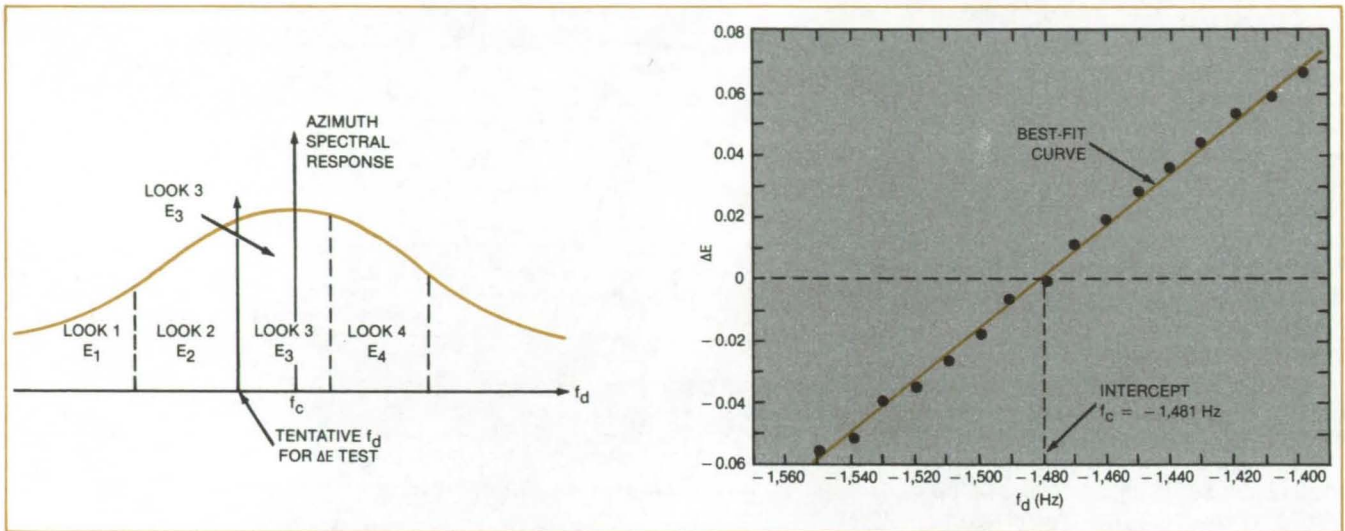 AZIMUTH
SPECTRAL
RESPONSE
LOOK 3
E3
LOOK 1
E1
LOOK 2
E2
LOOK 3
E3
LOOK 4
E4
fc
fd
TENTATIVE fd
FOR ΔE TEST
0.08
0.06
0.04
0.02
0
−0.02
−0.04
−0.06
ΔE
BEST-FIT
CURVE
INTERCEPT
fc = −1,481 Hz
−1,560 −1,540 −1,520 −1,500 −1,480 −1,460 −1,440 −1,420 −1,400
fd (Hz)